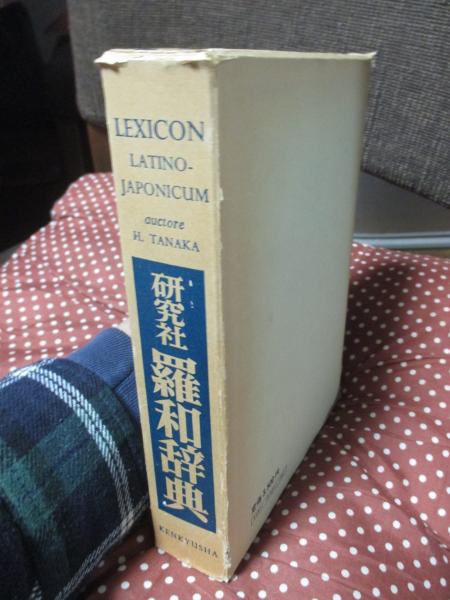 LEXICON
LATINO-
JAPONICUM
auctore
H. TANAKA
研究社
羅和辞典
KENKYUSHA